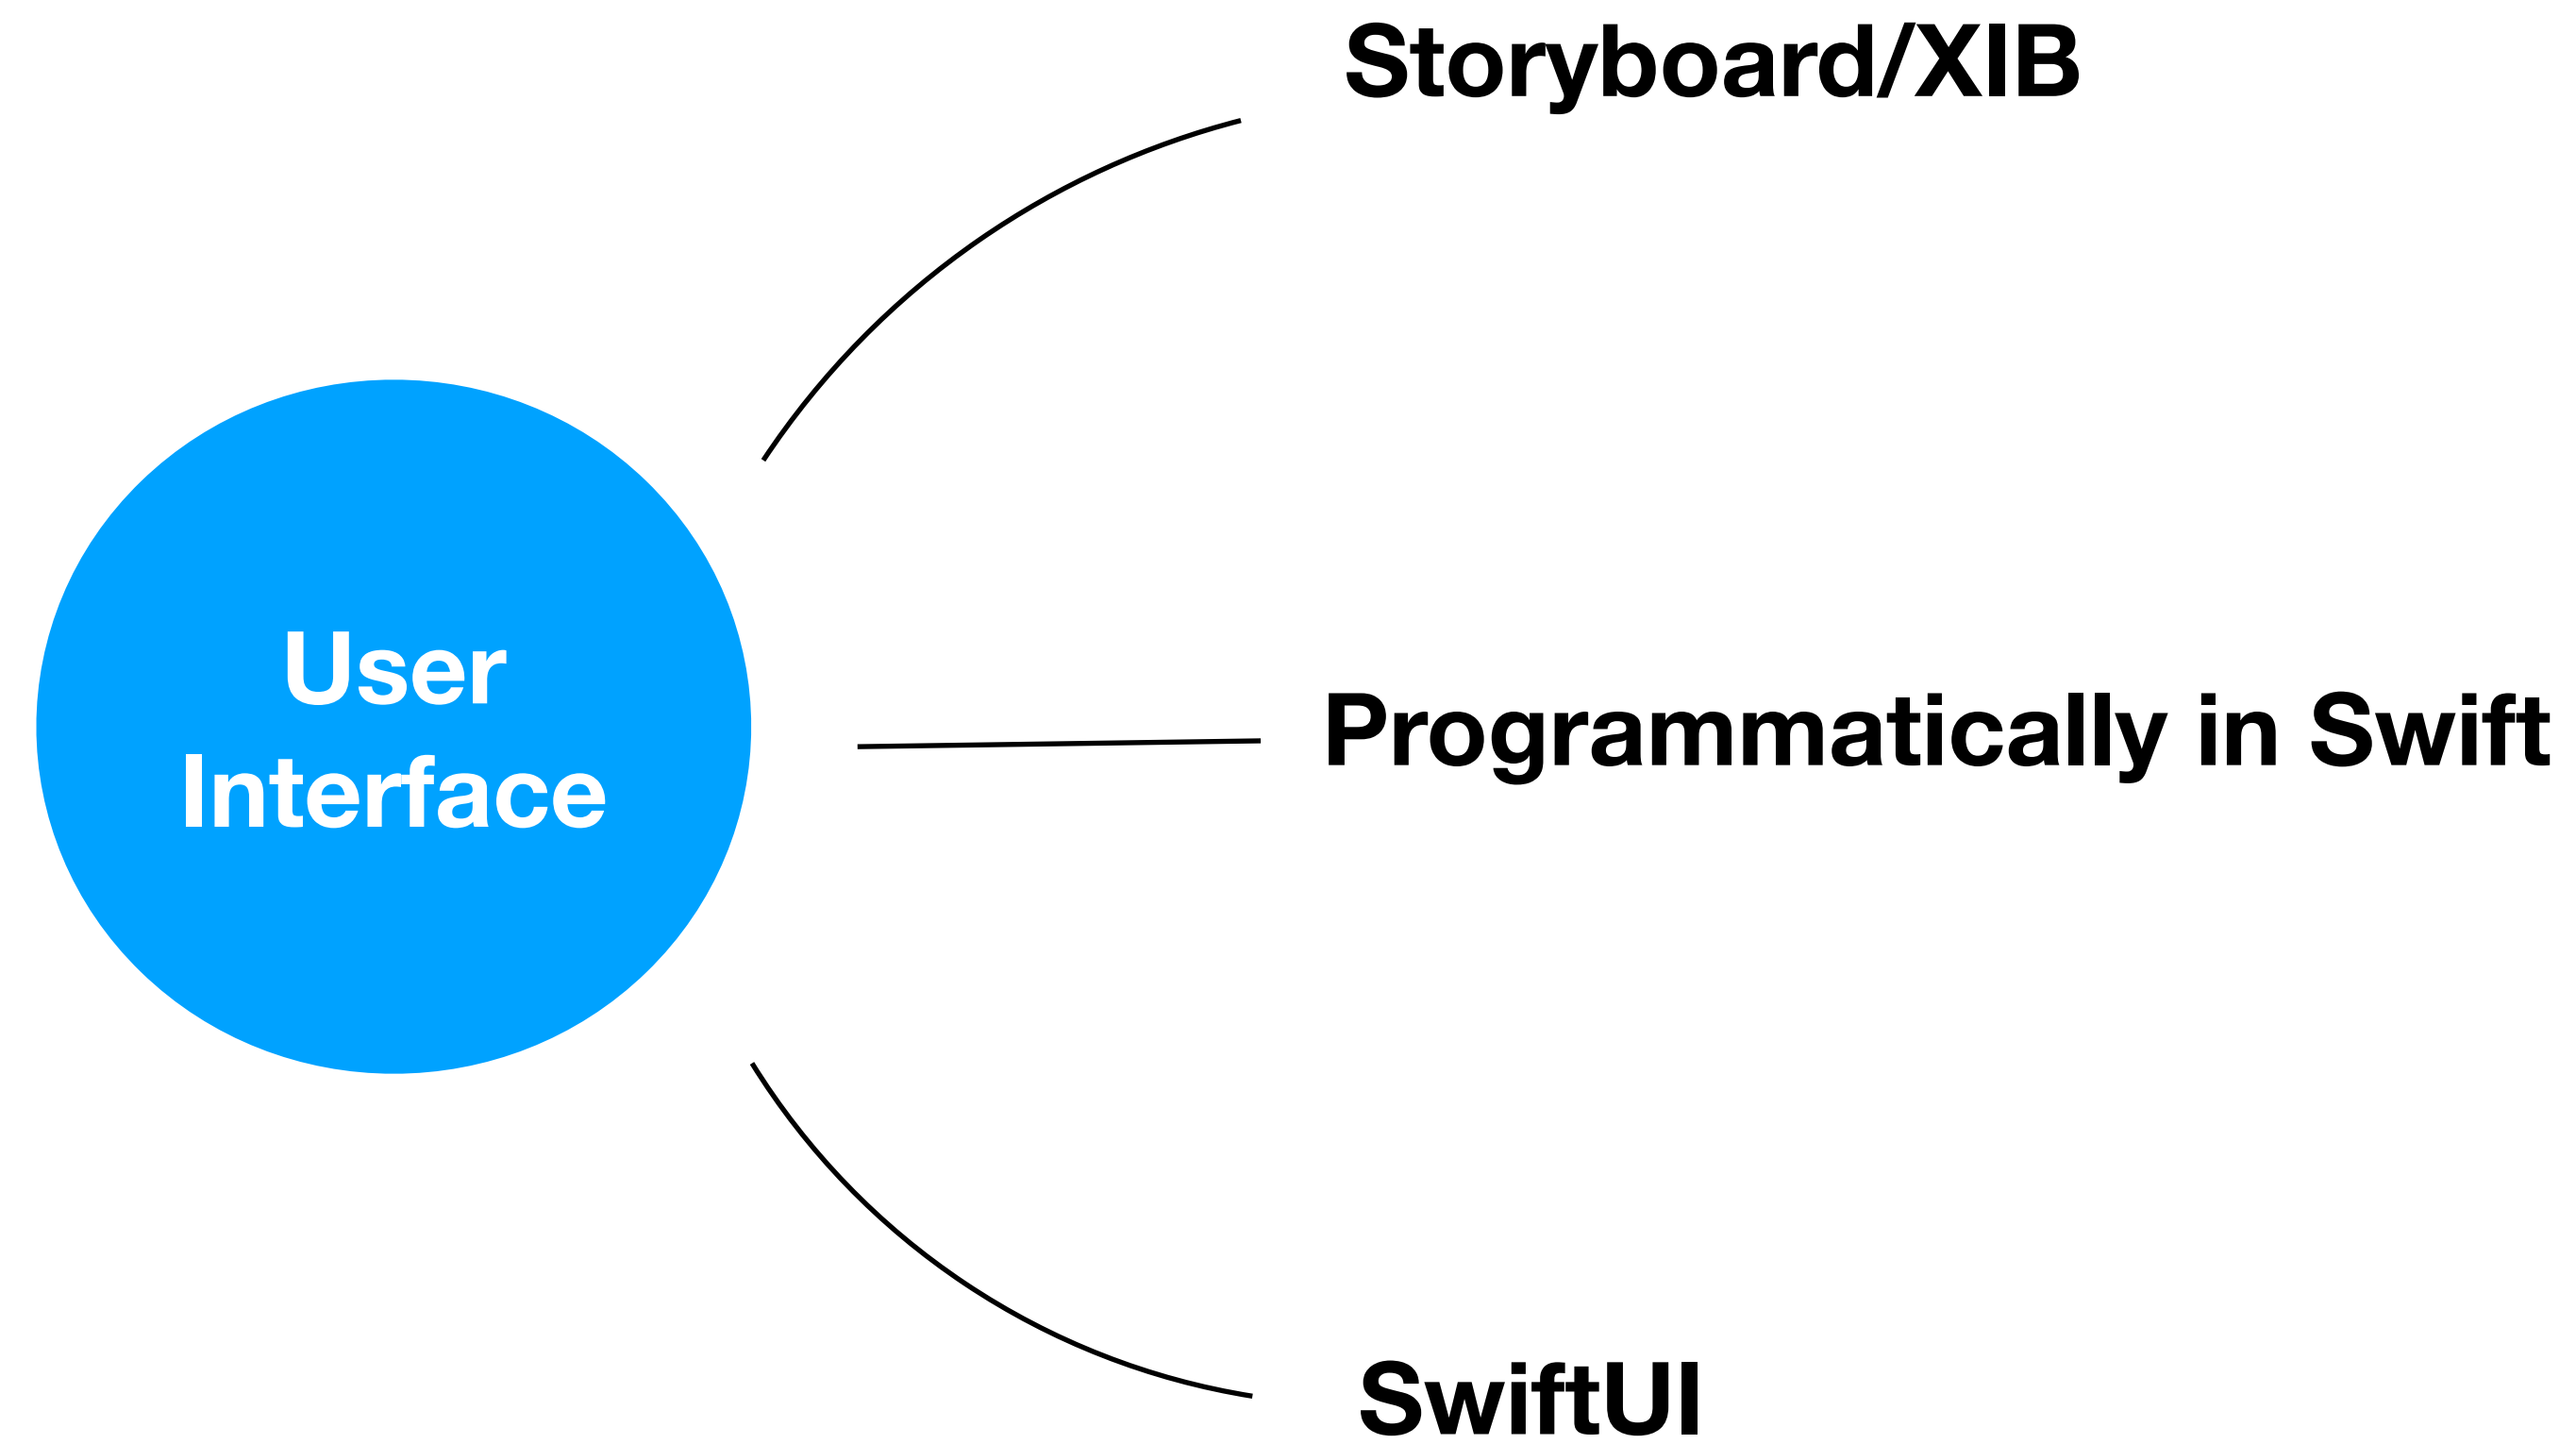 Storyboard/XIB
User
Interface
Programmatically in Swift
SwiftUI